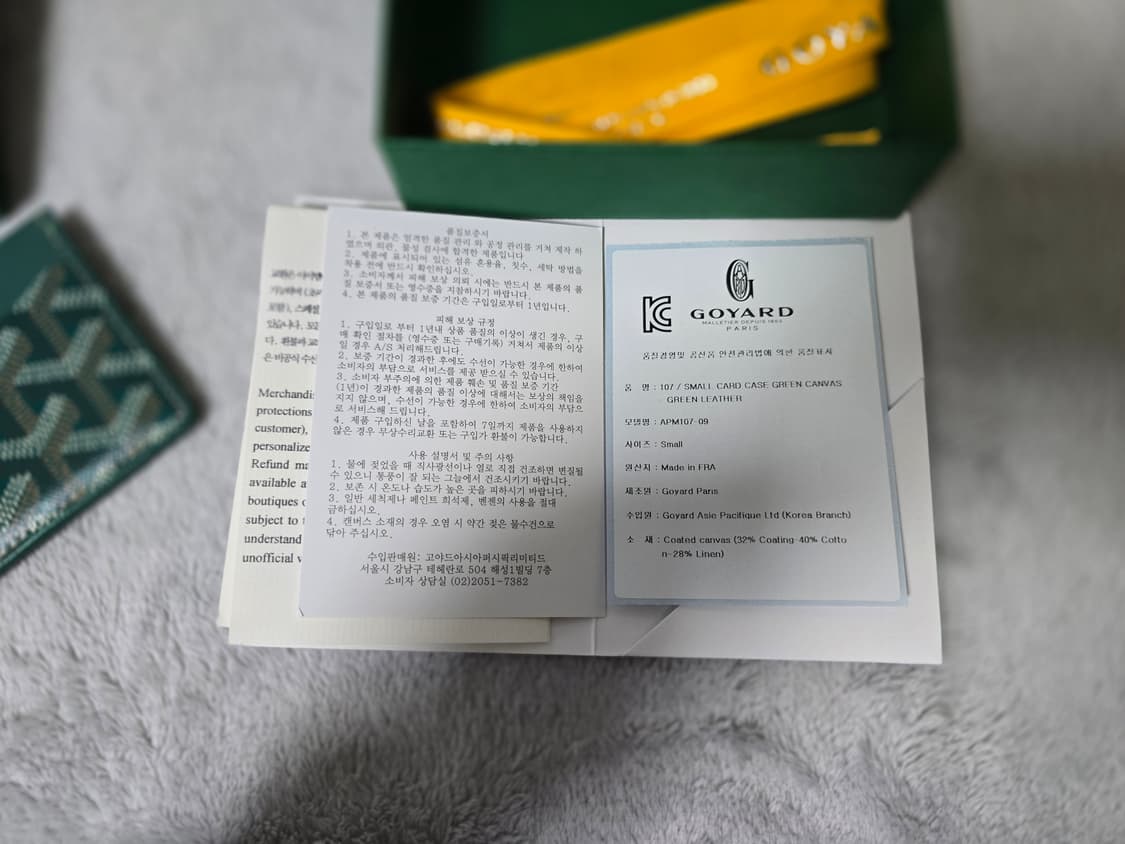 GOYA
품질보증서
1. 본 제품은 엄격한 품질 관리 와 공정 관리를 거쳐 제작 하
였으며 외관, 물성 검사에 합격한 제품입니다
2. 제품에 표시되어 있는 섬유 혼용율, 칫수, 세탁 방법을
착용 전에 반드시 확인하십시오.
3. 소비자께서 피해 보상 의뢰 시에는 반드시 본 제품의 품
질 보증서 또는 영수증을 지참하시기 바랍니다.
4. 본 제품의 품질 보증 기간은 구입일로부터 1년입니다.
피해 보상 규정
1. 구입일로 부터 1년내 상품 품질의 이상이 생긴 경우, 구
매 확인 절차를 (영수증 또는 구매기록) 거쳐서 제품의 이상
일 경우 A/S 처리해드립니다.
2. 보증 기간이 경과한 후에도 수선이 가능한 경우에 한하여
소비자의 부담으로 서비스를 제공 받으실 수 있습니다.
3. 소비자 부주의에 의한 제품 훼손 및 품질 보증 기간
(1년)이 경과한 제품의 품질 이상에 대해서는 보상의 책임을
지지 않으며, 수선이 가능한 경우에 한하여 소비자의 부담으
로 서비스해 드립니다.
4. 제품 구입하신 날을 포함하여 7일까지 제품을 사용하지
않은 경우 무상수리교환 또는 구입가 환불이 가능합니다.
사용 설명서 및 주의 사항
1. 물에 젖었을 때 직사광선이나 열로 직접 건조하면 변질될
수 있으니 통풍이 잘 되는 그늘에서 건조시키기 바랍니다.
2. 보존 시 온도나 습도가 높은 곳을 피하시기 바랍니다.
3. 일반 세척제나 페인트 희석제, 벤젠의 사용을 절대
금하십시오.
4. 캔버스 소재의 경우 오염 시 약간 젖은 물수건으로
닦아 주십시오.
수입판매원: 고야드아시아퍼시픽리미티드
서울시 강남구 테헤란로 504 해성1빌딩 7층
소비자 상담실 (02)2051-7382
GOYARD
MALLETIER DEPUIS 1853
PARIS
품질경영및 공산품 안전관리법에 의한 품질표시
품 명 : 107 / SMALL CARD CASE GREEN CANVAS
GREEN LEATHER
모델명 : APM107-09
사이즈 : Small
원산지 : Made in FRA
제조원 : Goyard Paris
수입원 : Goyard Asie Pacifique Ltd (Korea Branch)
소 재 : Coated canvas (32% Coating-40% Cotto
n-28% Linen)
Merchandi
protections
customer),
personalize
Refund ma
available a
boutiques o
subject to t
understand
unofficial v